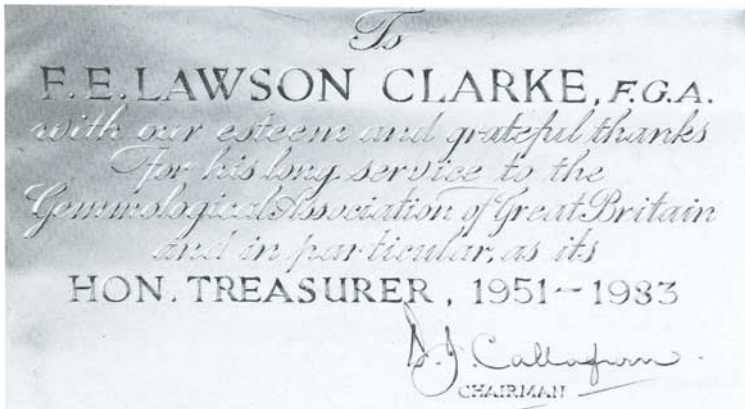 To
F.E. LAWSON CLARKE, F.G.A.
with our esteem and grateful thanks
For his long service to the
Gemmological Association of Great Britain
and in particular, as its
HON. TREASURER, 1951-1983
D.J. Callaghan.
CHAIRMAN